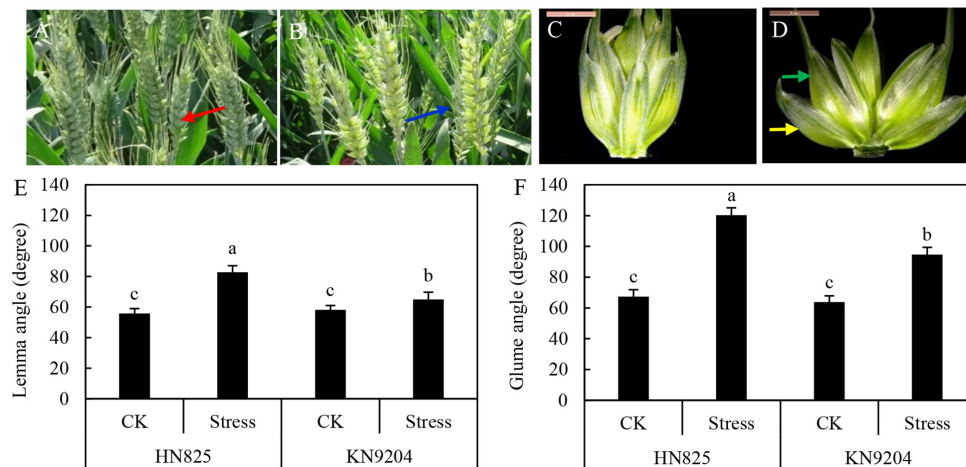 A
B
C
D
E
Lemma angle (degree)
140
120
100
80
60
40
20
0
c
a
c
b
CK Stress CK Stress
HN825 KN9204
F
Glume angle (degree)
140
120
100
80
60
40
20
0
c
a
c
b
CK Stress CK Stress
HN825 KN9204